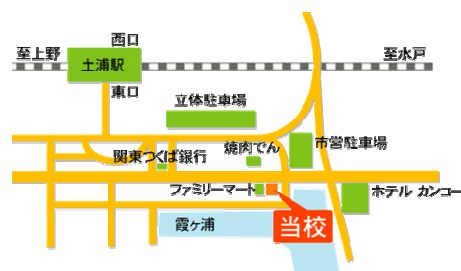 西口
至上野
土浦駅
至水戸
東口
立体駐車場
焼肉でん
市営駐車場
関東つくば銀行
ファミリーマート
ホテル カンコー
霞ヶ浦
当校